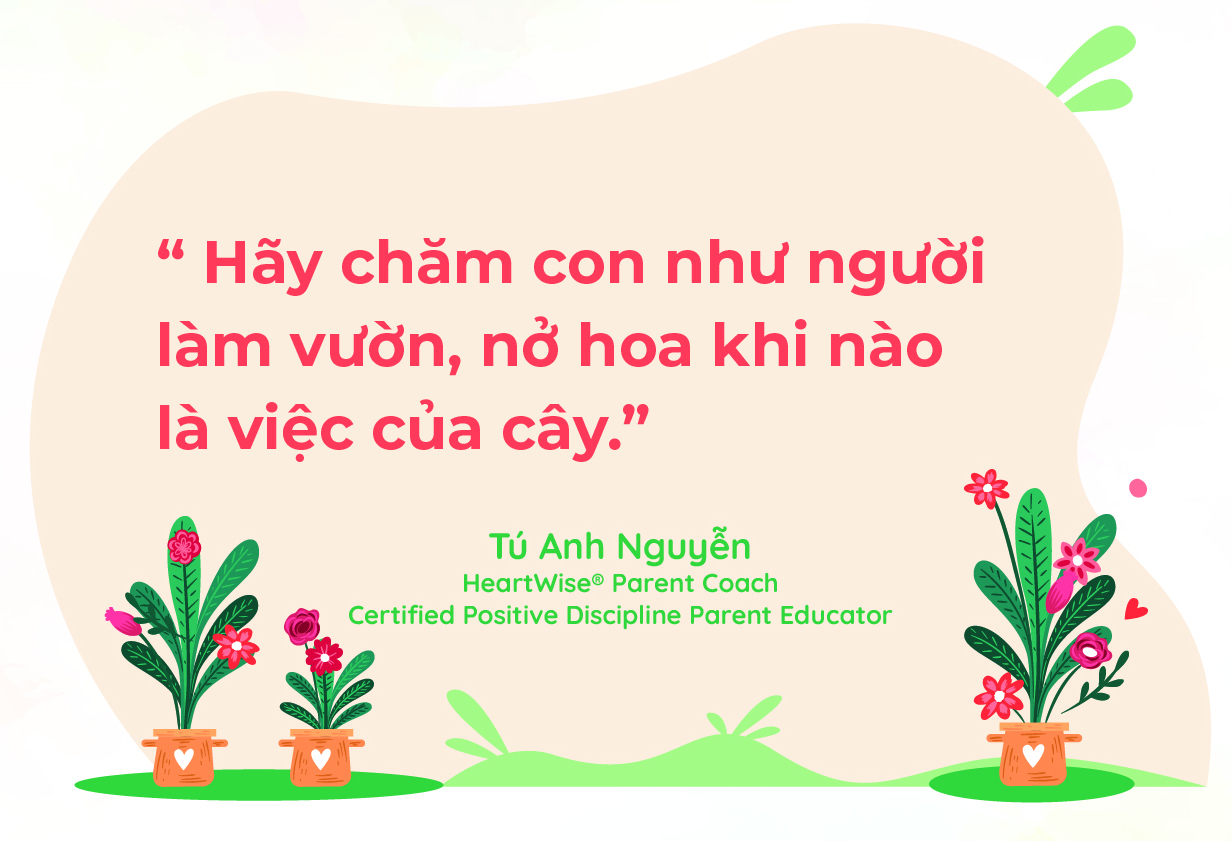 “ Hãy chăm con như người
làm vườn, nở hoa khi nào
là việc của cây.”
Tú Anh Nguyễn
HeartWise® Parent Coach
Certified Positive Discipline Parent Educator